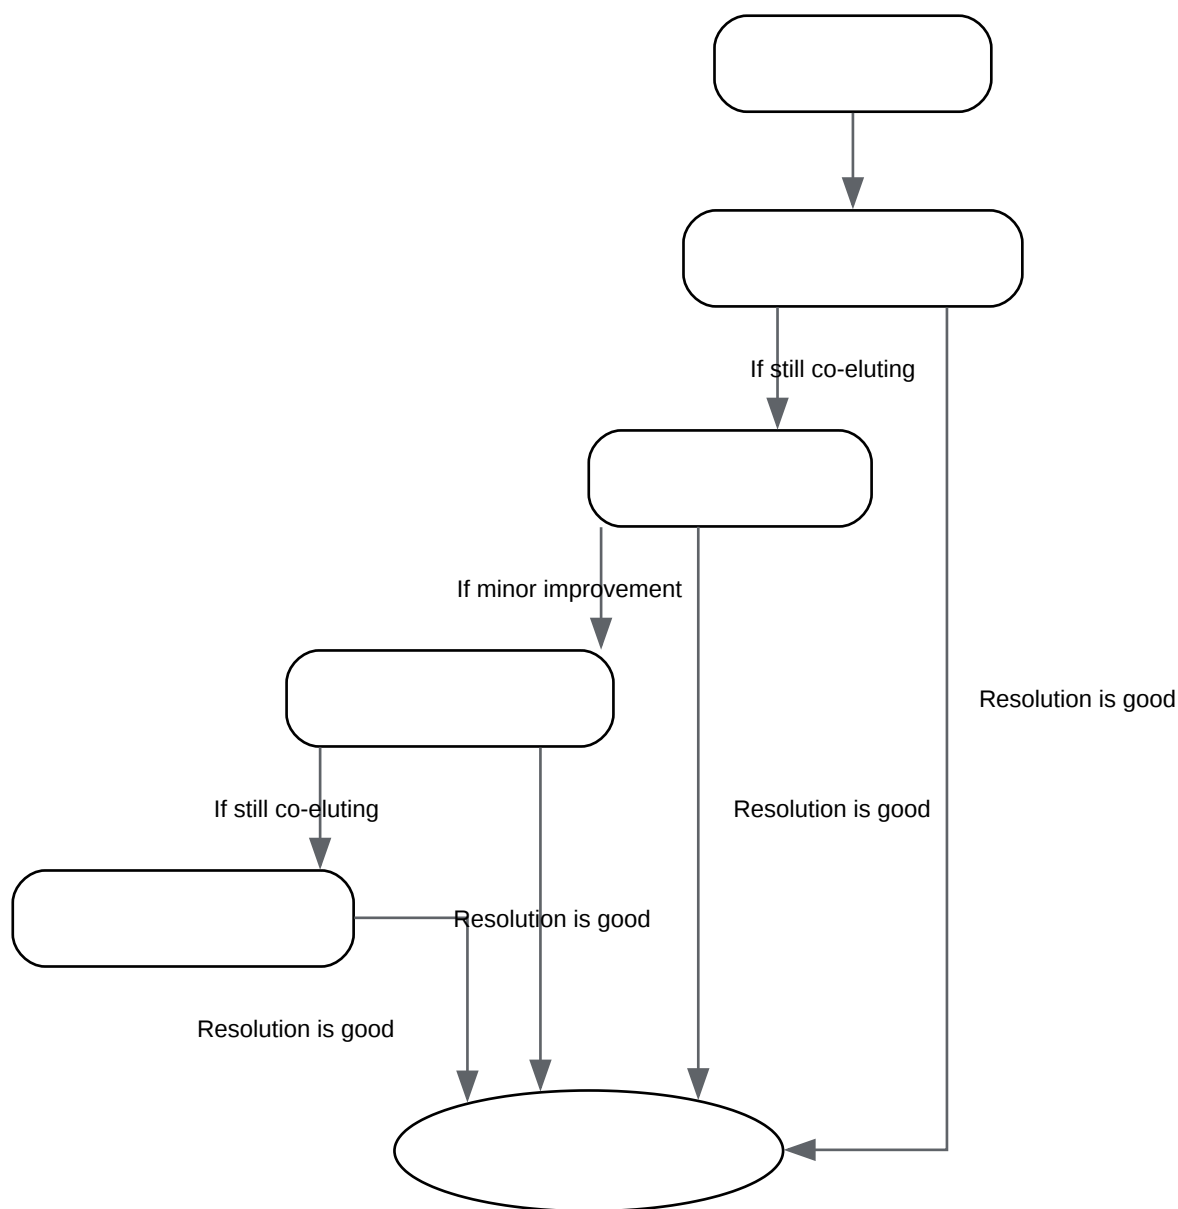 If still co-eluting
If minor improvement
Resolution is good
If still co-eluting
Resolution is good
Resolution is good
Resolution is good